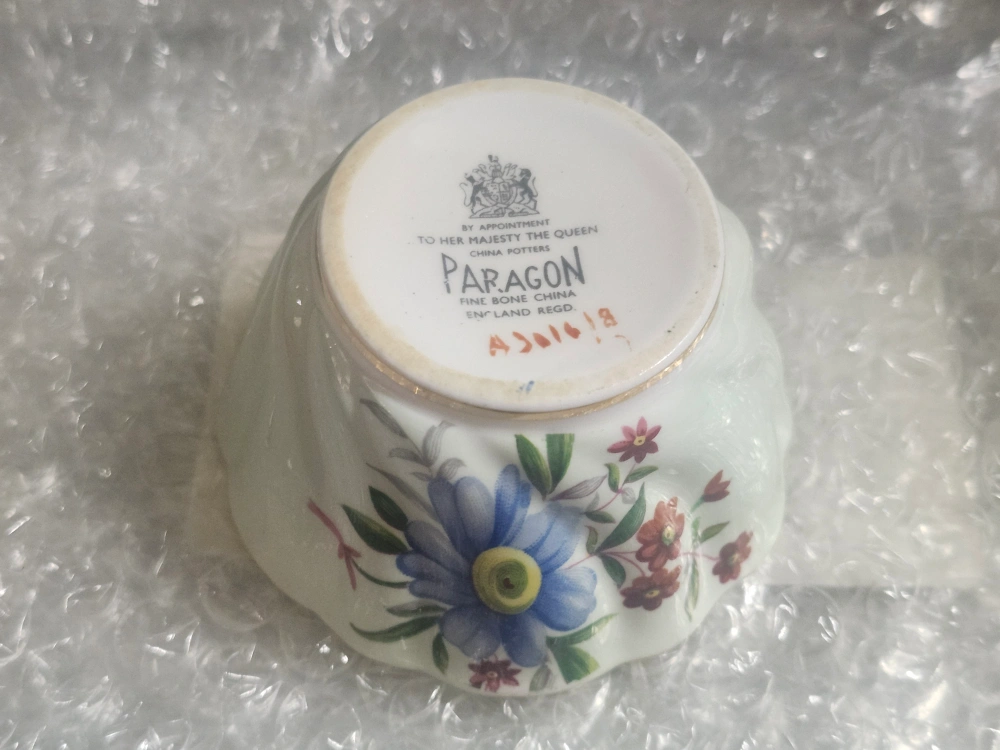 BY APPOINTMENT
TO HER MAJESTY THE QUEEN
CHINA POTTERS
PARAGON
FINE BONE CHINA
ENGLAND REGD.